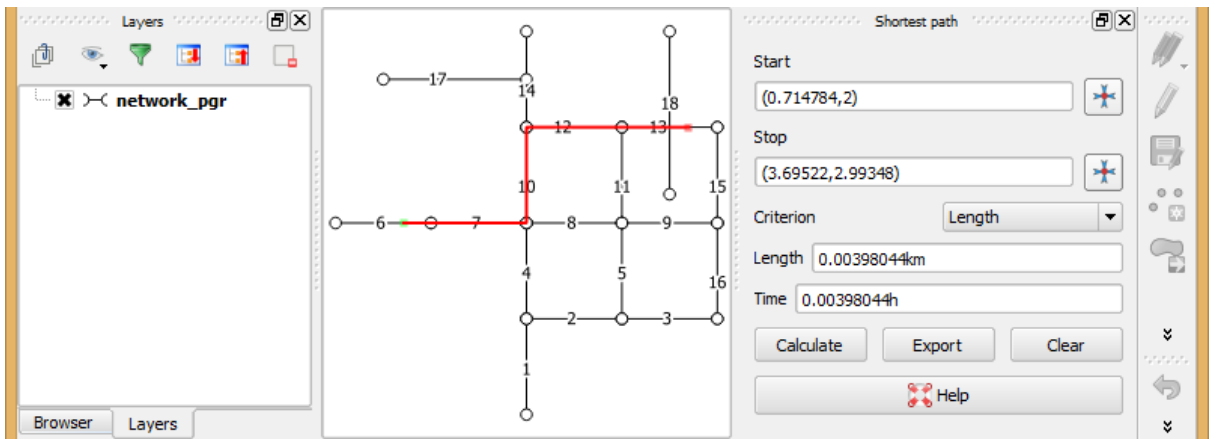 Layers
network_pgr
Browser
Layers
17
14
18
12
13
10
11
15
6
7
8
9
4
5
16
2
3
1
Shortest path
Start
(0.714784,2)
Stop
(3.69522,2.99348)
Criterion
Length
Length 0.00398044km
Time 0.00398044h
Calculate Export Clear
Help